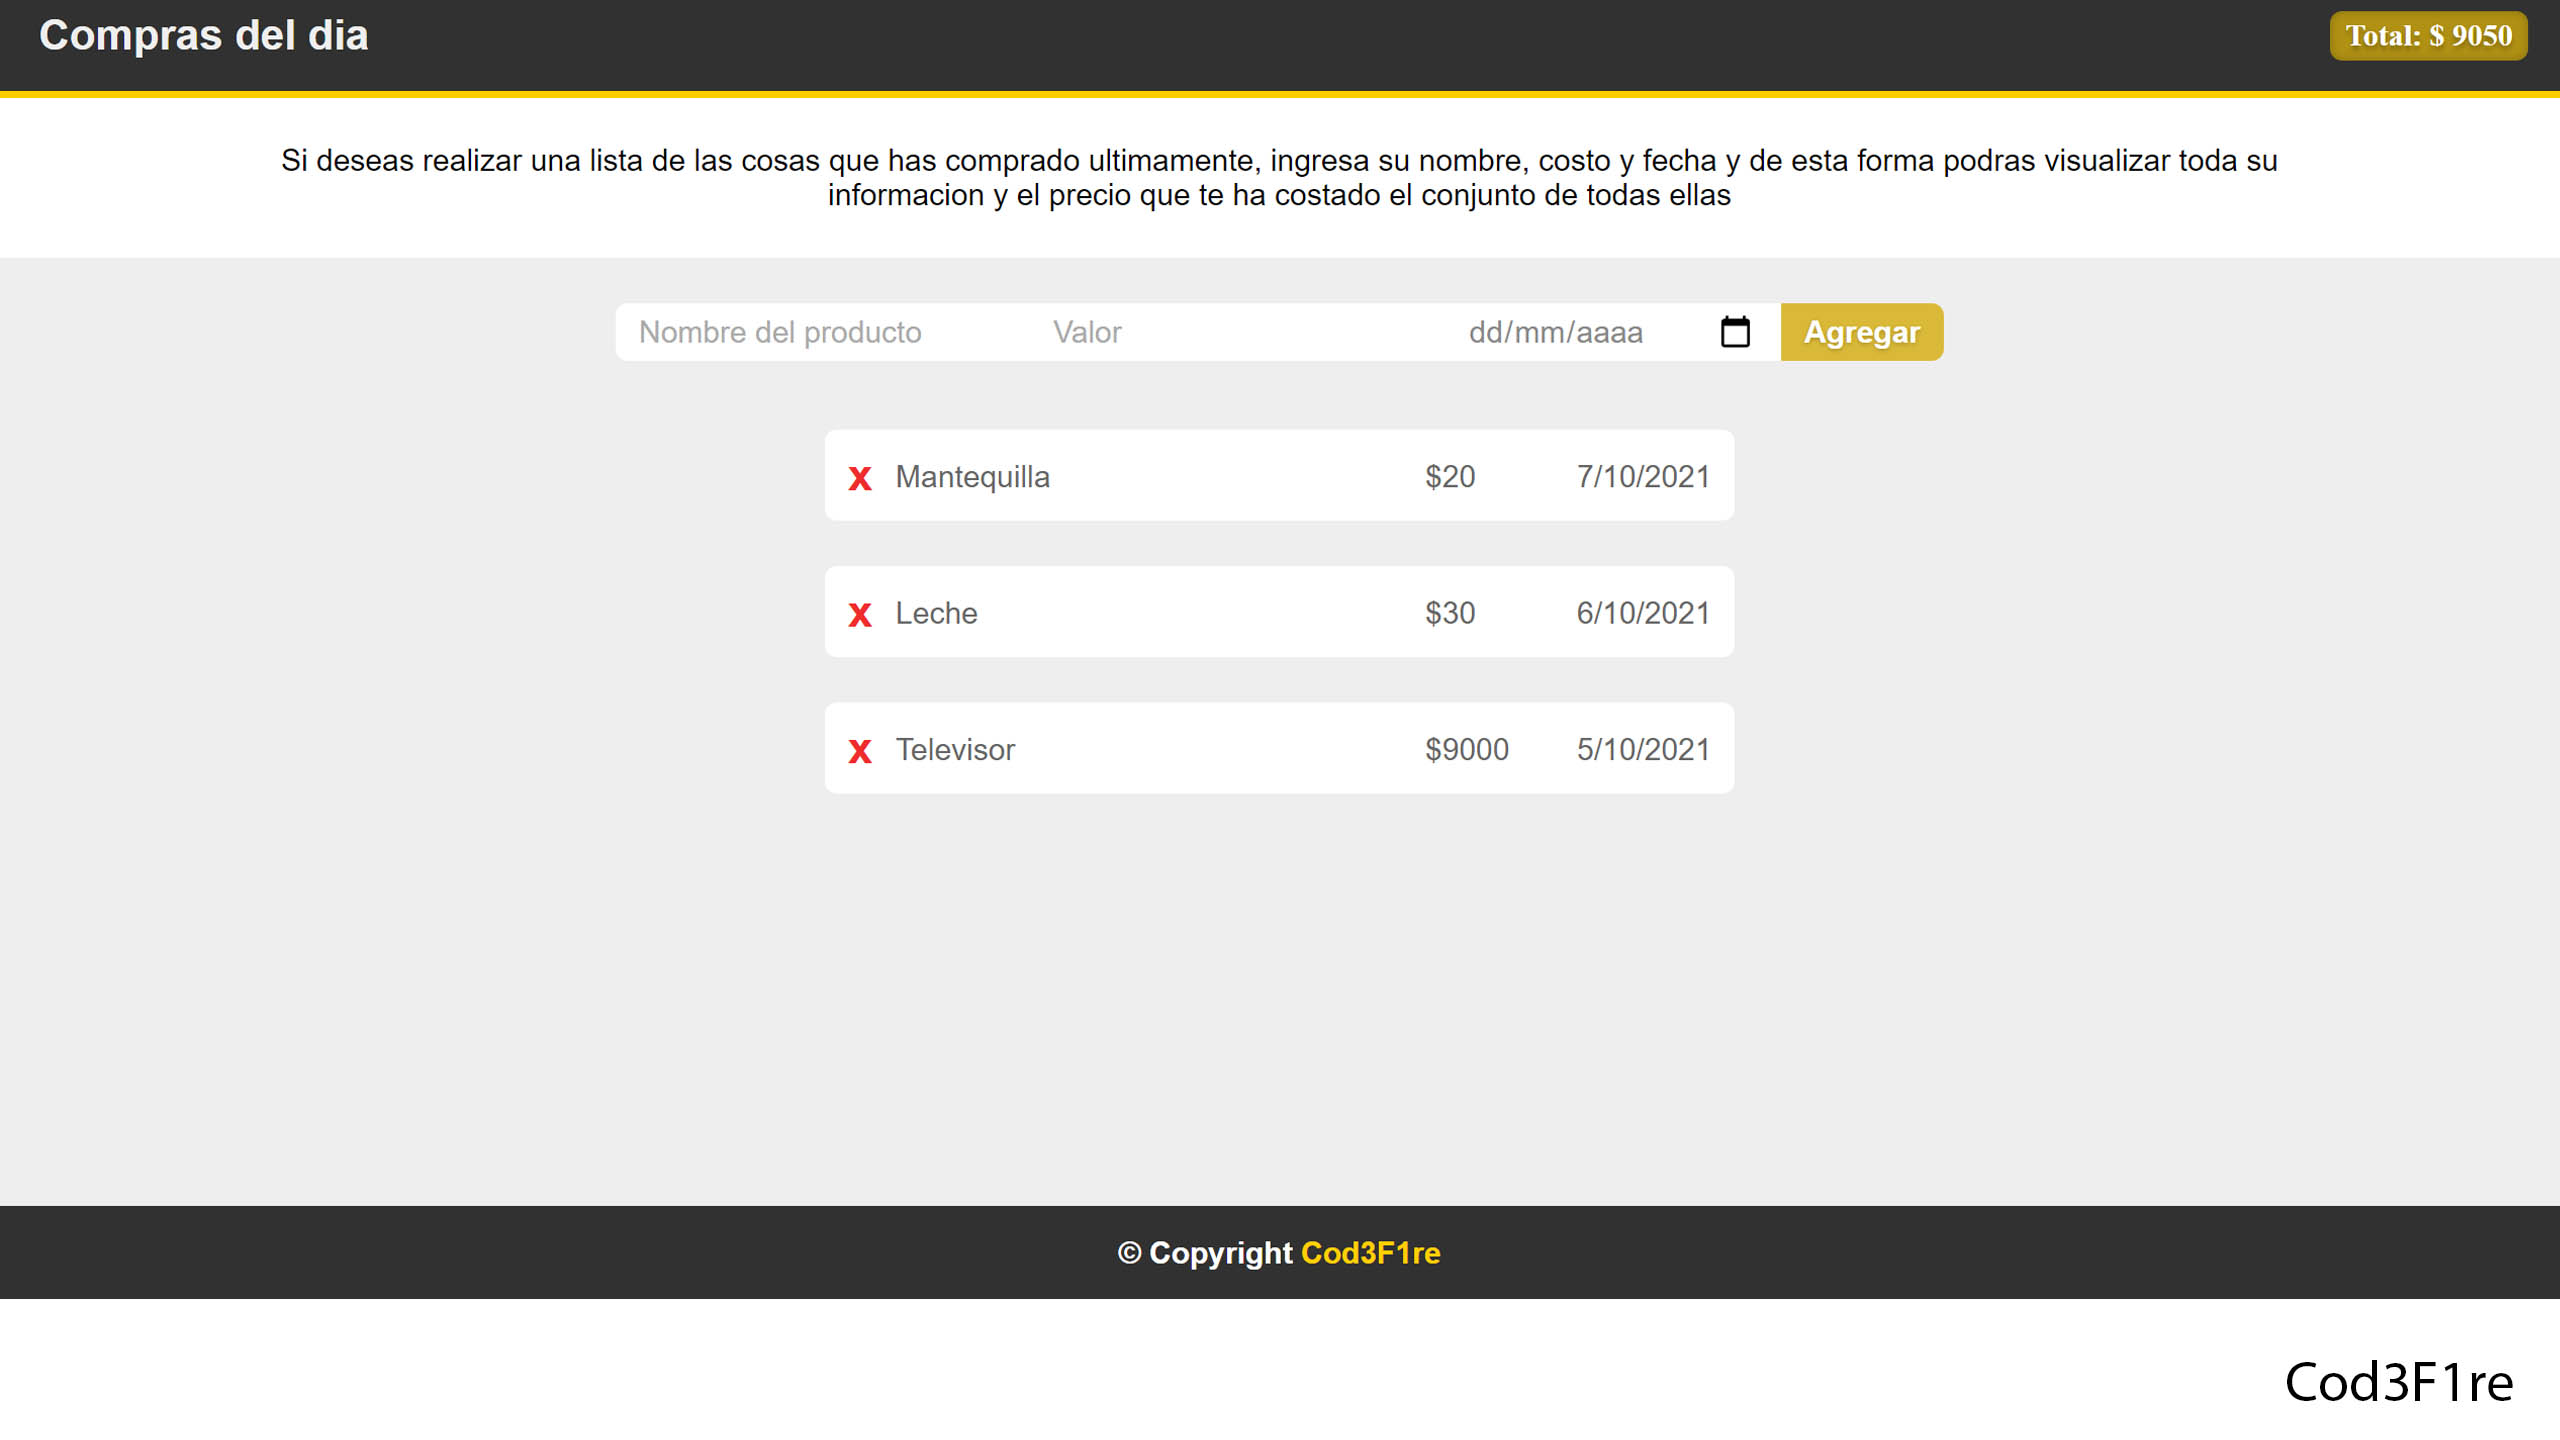 Compras del dia
Total: $ 9050
Si deseas realizar una lista de las cosas que has comprado ultimamente, ingresa su nombre, costo y fecha y de esta forma podras visualizar toda su
informacion y el precio que te ha costado el conjunto de todas ellas
Nombre del producto Valor dd/mm/aaaa Agregar
X Mantequilla $20 7/10/2021
X Leche $30 6/10/2021
X Televisor $9000 5/10/2021
© Copyright Cod3F1re
Cod3F1re